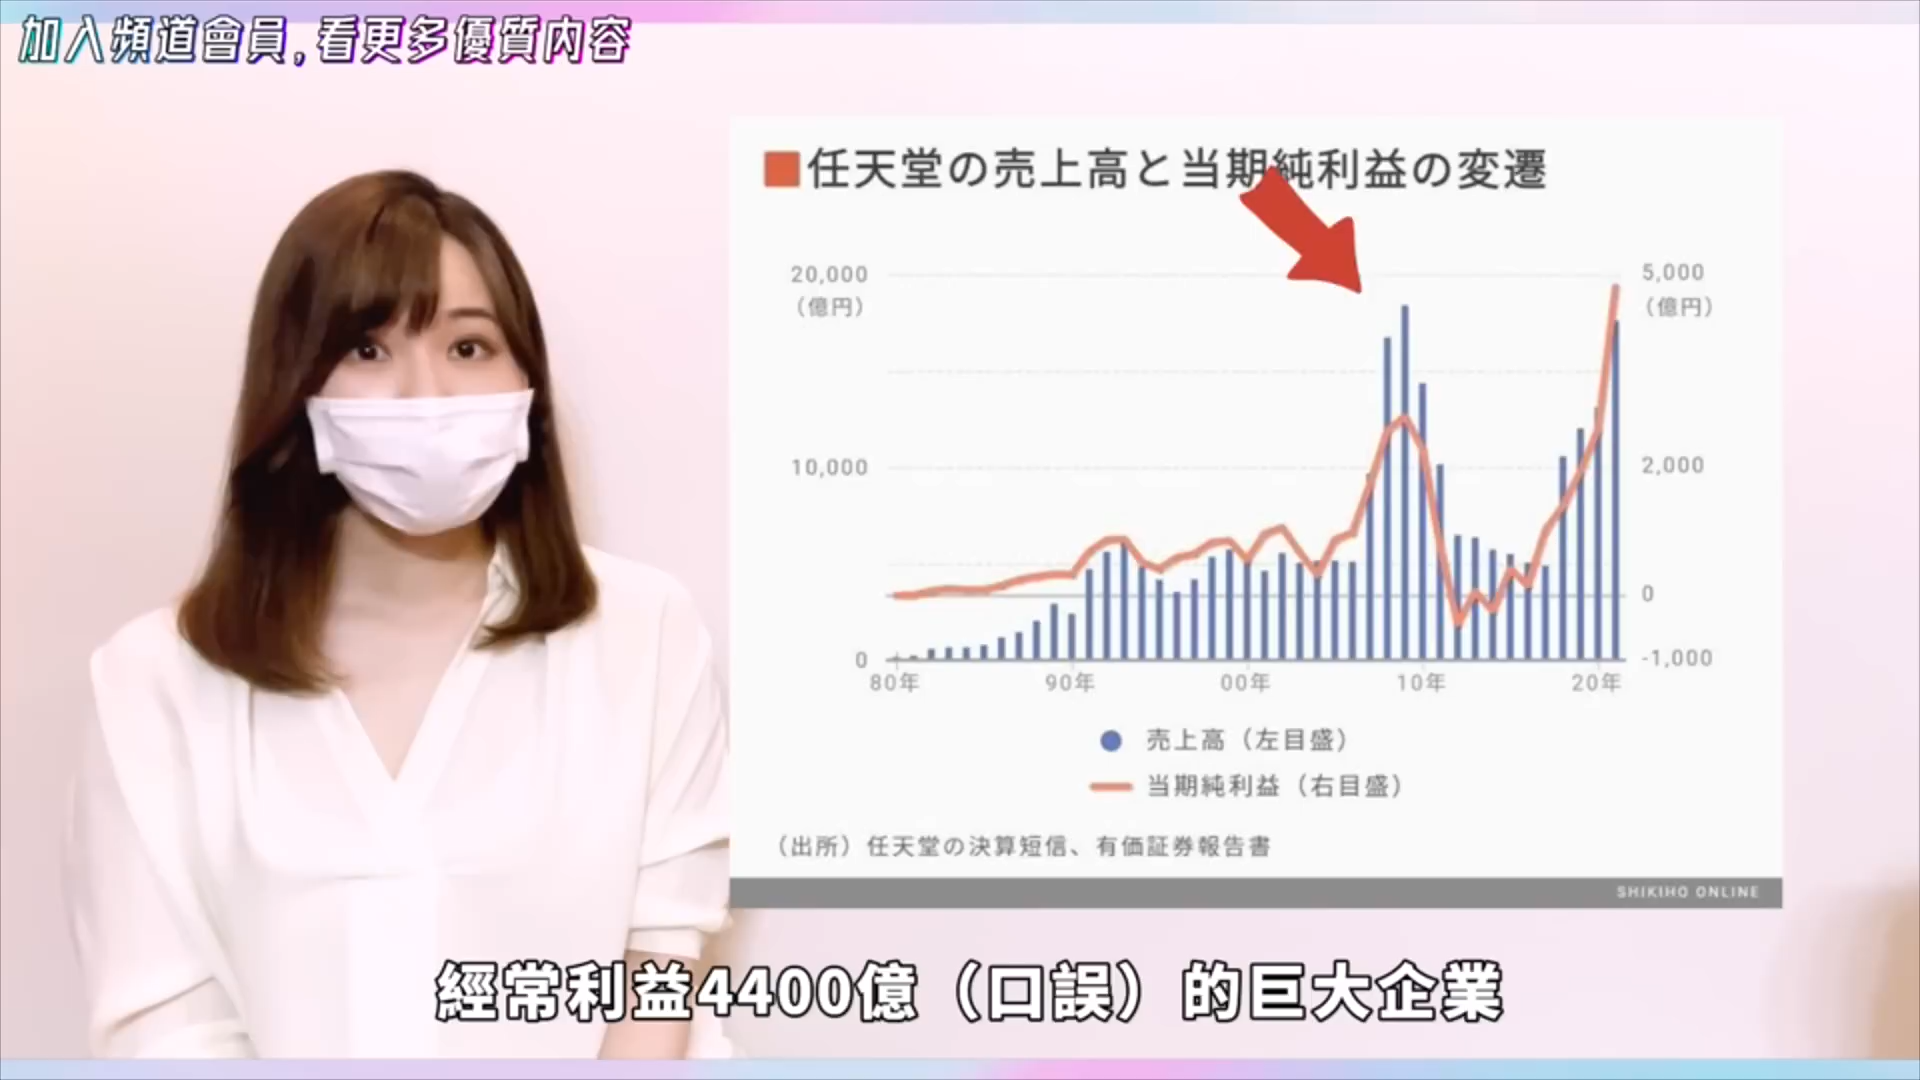 加入頻道會員,看更多優質内容
任天堂の売上高と当期純利益の変遷
20,000
（億円）
5,000
（億円）
10,000
2,000
0
0
-1,000
80年
90年
00年
10年
20年
売上高（左目盛）
当期純利益（右目盛）
（出所）任天堂の決算短信、有価証券報告書
SHIKIHO ONLINE
經常利益4400億（口誤）的巨大企業